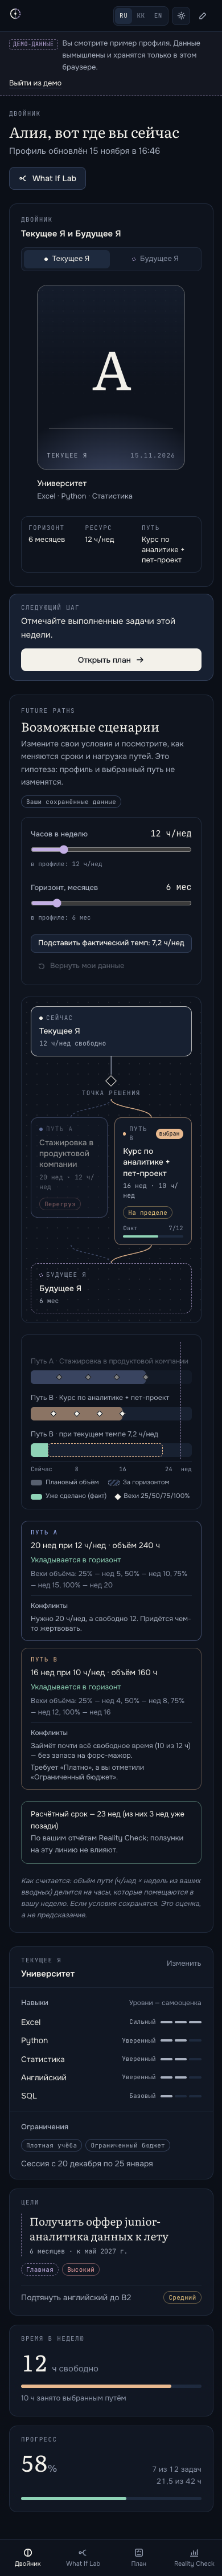 RU KK EN
ДЕМО-ДАННЫЕ
Вы смотрите пример профиля. Данные
вымышлены и хранятся только в этом
браузере.
Выйти из демо
ДВОЙНИК
Алия, вот где вы сейчас
Профиль обновлён 15 ноября в 16:46
What If Lab
ДВОЙНИК
Текущее Я и Будущее Я
Текущее Я
Будущее Я
А
ТЕКУЩЕЕ Я
15.11.2026
Университет
Excel · Python · Статистика
ГОРИЗОНТ
6 месяцев
РЕСУРС
12 ч/нед
ПУТЬ
Курс по
аналитике +
пет-проект
СЛЕДУЮЩИЙ ШАГ
Отмечайте выполненные задачи этой
недели.
Открыть план →
FUTURE PATHS
Возможные сценарии
Измените условия и посмотрите, как
меняются сроки и нагрузка путей. Это
гипотеза: профиль и выбранный путь не
изменятся.
Ваши сохранённые данные
Часов в неделю
12 ч/нед
в профиле: 12 ч/нед
Горизонт, месяцев
6 мес
в профиле: 6 мес
Подставить фактический темп: 7,2 ч/нед
Вернуть мои данные
СЕЙЧАС
Текущее Я
12 ч/нед свободно
ТОЧКА РЕШЕНИЯ
ПУТЬ A
Стажировка в
продуктовой
компании
20 нед · 12 ч/
нед
Перегруз
ПУТЬ
B
выбран
Курс по
аналитике +
пет-проект
16 нед · 10 ч/
нед
На пределе
Факт
7/12
БУДУЩЕЕ Я
Будущее Я
6 мес
Путь A · Стажировка в продуктовой компании
Путь B · Курс по аналитике + пет-проект
Путь B · при текущем темпе 7,2 ч/нед
Сейчас
8
16
24
нед
Плановый объём
За горизонтом
Уже сделано (факт)
Вехи 25/50/75/100%
ПУТЬ A
20 нед при 12 ч/нед · объём 240 ч
Укладывается в горизонт
Вехи объёма: 25% — нед 5, 50% — нед 10, 75%
— нед 15, 100% — нед 20
Конфликты
Нужно 20 ч/нед, а свободно 12. Придётся чем-
то жертвовать.
ПУТЬ B
16 нед при 10 ч/нед · объём 160 ч
Укладывается в горизонт
Вехи объёма: 25% — нед 4, 50% — нед 8, 75%
— нед 12, 100% — нед 16
Конфликты
Займёт почти всё свободное время (10 из 12 ч)
— без запаса на форс-мажор.
Требует «Платно», а вы отметили
«Ограниченный бюджет».
Расчётный срок — 23 нед (из них 3 нед уже
позади)
По вашим отчётам Reality Check; ползунки
на эту линию не влияют.
Как считается: объём пути (ч/нед × недель из ваших
вводных) делится на часы, которые помещаются в
вашу неделю. Если условия сохранятся. Это оценка,
а не предсказание.
ТЕКУЩЕЕ Я
Университет
Изменить
Навыки
Уровни — самооценка
Excel
Сильный
Python
Уверенный
Статистика
Уверенный
Английский
Уверенный
SQL
Базовый
Ограничения
Плотная учёба
Ограниченный бюджет
Сессия с 20 декабря по 25 января
ЦЕЛИ
Получить оффер junior-
аналитика данных к лету
6 месяцев · к май 2027 г.
Главная
Высокий
Подтянуть английский до B2
Средний
ВРЕМЯ В НЕДЕЛЮ
12 ч свободно
10 ч занято выбранным путём
ПРОГРЕСС
58%
7 из 12 задач
21,5 из 42 ч
Двойник
What If Lab
План
Reality Check